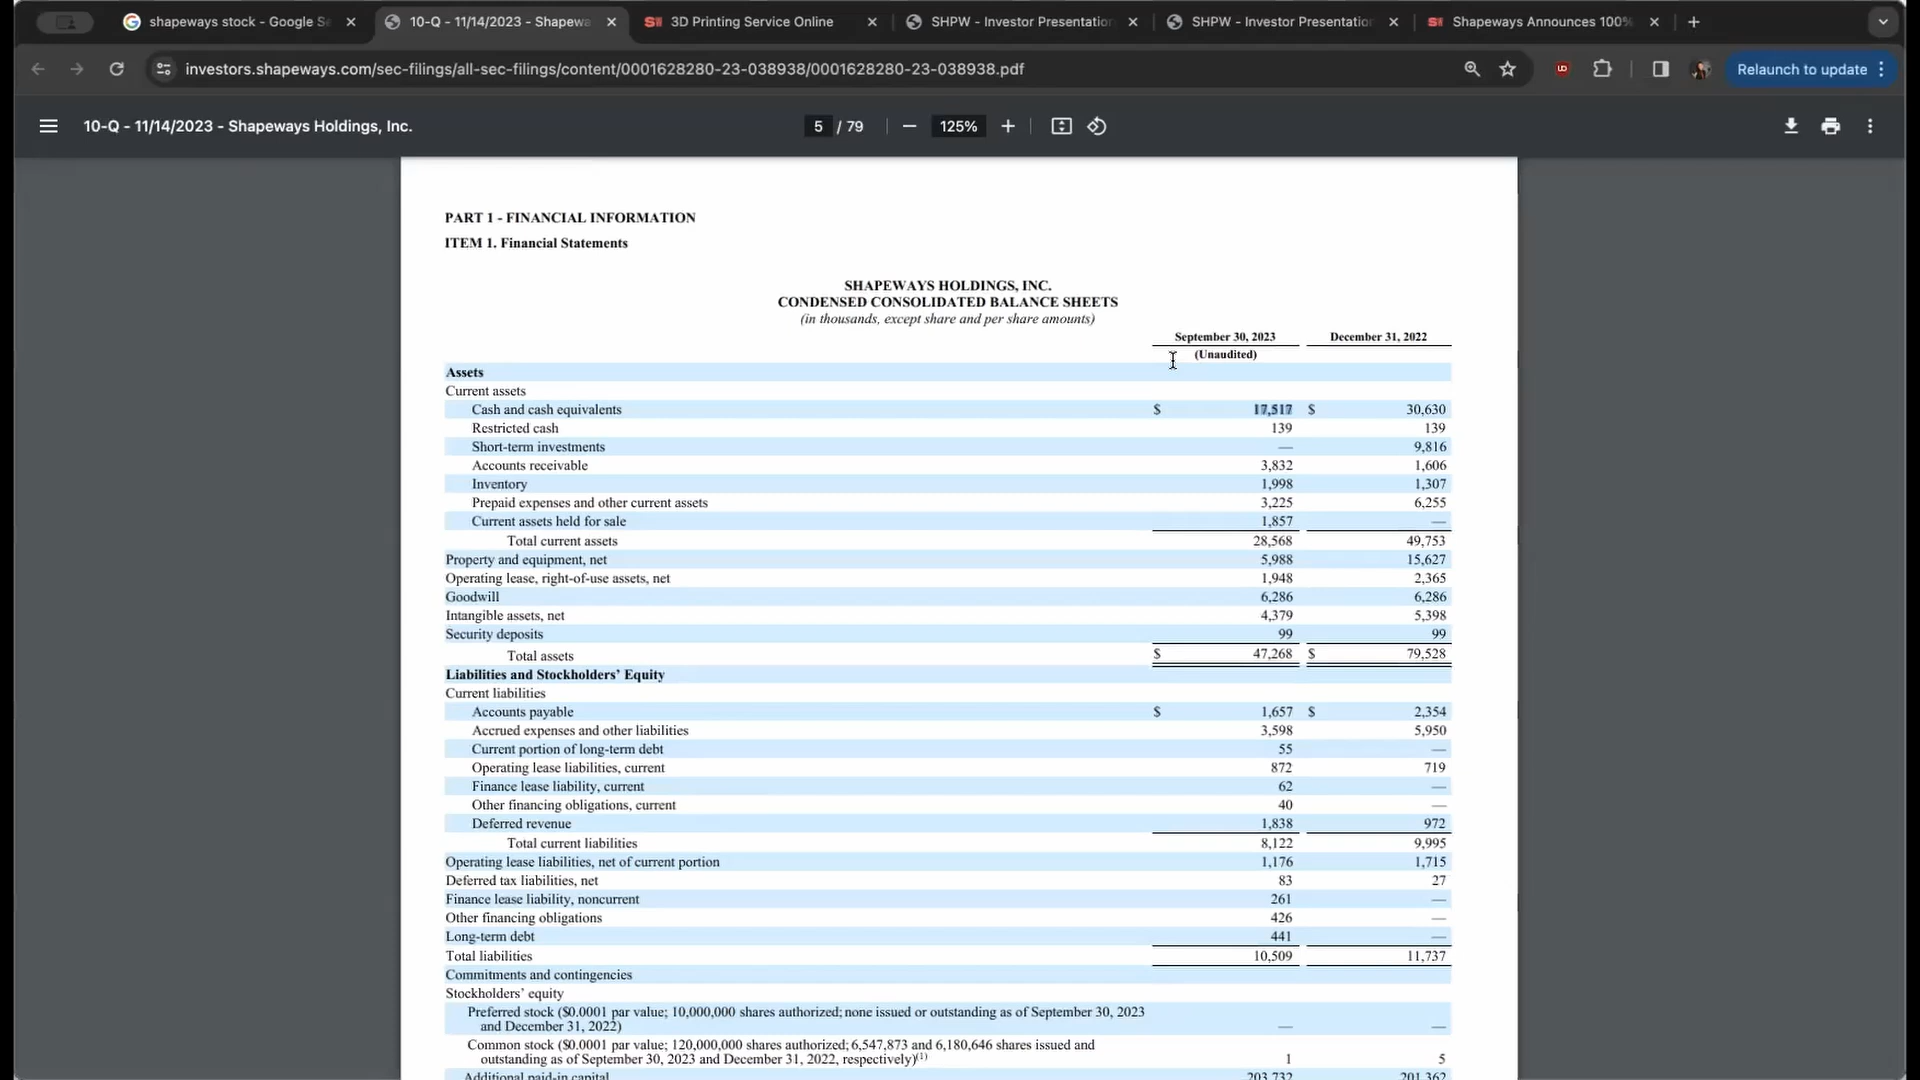 shapeways stock - Google Se
10-Q - 11/14/2023 - Shapewa
3D Printing Service Online
SHPW - Investor Presentation
SHPW - Investor Presentation
Shapeways Announces 100%
investors.shapeways.com/sec-filings/all-sec-filings/content/0001628280-23-038938/0001628280-23-038938.pdf
Relaunch to update
10-Q - 11/14/2023 - Shapeways Holdings, Inc.
5 / 79
125%
PART 1 - FINANCIAL INFORMATION
ITEM 1. Financial Statements
SHAPEWAYS HOLDINGS, INC.
CONDENSED CONSOLIDATED BALANCE SHEETS
(in thousands, except share and per share amounts)
September 30, 2023 December 31, 2022
(Unaudited)
Assets
Current assets
Cash and cash equivalents $ 17,517 $ 30,630
Restricted cash 139 139
Short-term investments — 9,816
Accounts receivable 3,832 1,606
Inventory 1,998 1,307
Prepaid expenses and other current assets 3,225 6,255
Current assets held for sale 1,857 —
Total current assets 28,568 49,753
Property and equipment, net 5,988 15,627
Operating lease, right-of-use assets, net 1,948 2,365
Goodwill 6,286 6,286
Intangible assets, net 4,379 5,398
Security deposits 99 99
Total assets $ 47,268 $ 79,528
Liabilities and Stockholders’ Equity
Current liabilities
Accounts payable $ 1,657 $ 2,354
Accrued expenses and other liabilities 3,598 5,950
Current portion of long-term debt 55 —
Operating lease liabilities, current 872 719
Finance lease liability, current 62 —
Other financing obligations, current 40 —
Deferred revenue 1,838 972
Total current liabilities 8,122 9,995
Operating lease liabilities, net of current portion 1,176 1,715
Deferred tax liabilities, net 83 27
Finance lease liability, noncurrent 261 —
Other financing obligations 426 —
Long-term debt 441 —
Total liabilities 10,509 11,737
Commitments and contingencies
Stockholders’ equity
Preferred stock ($0.0001 par value; 10,000,000 shares authorized; none issued or outstanding as of September 30, 2023
and December 31, 2022) — —
Common stock ($0.0001 par value; 120,000,000 shares authorized; 6,547,873 and 6,180,646 shares issued and
outstanding as of September 30, 2023 and December 31, 2022, respectively)(1) 1 5
Additional paid-in capital 203,732 201,362